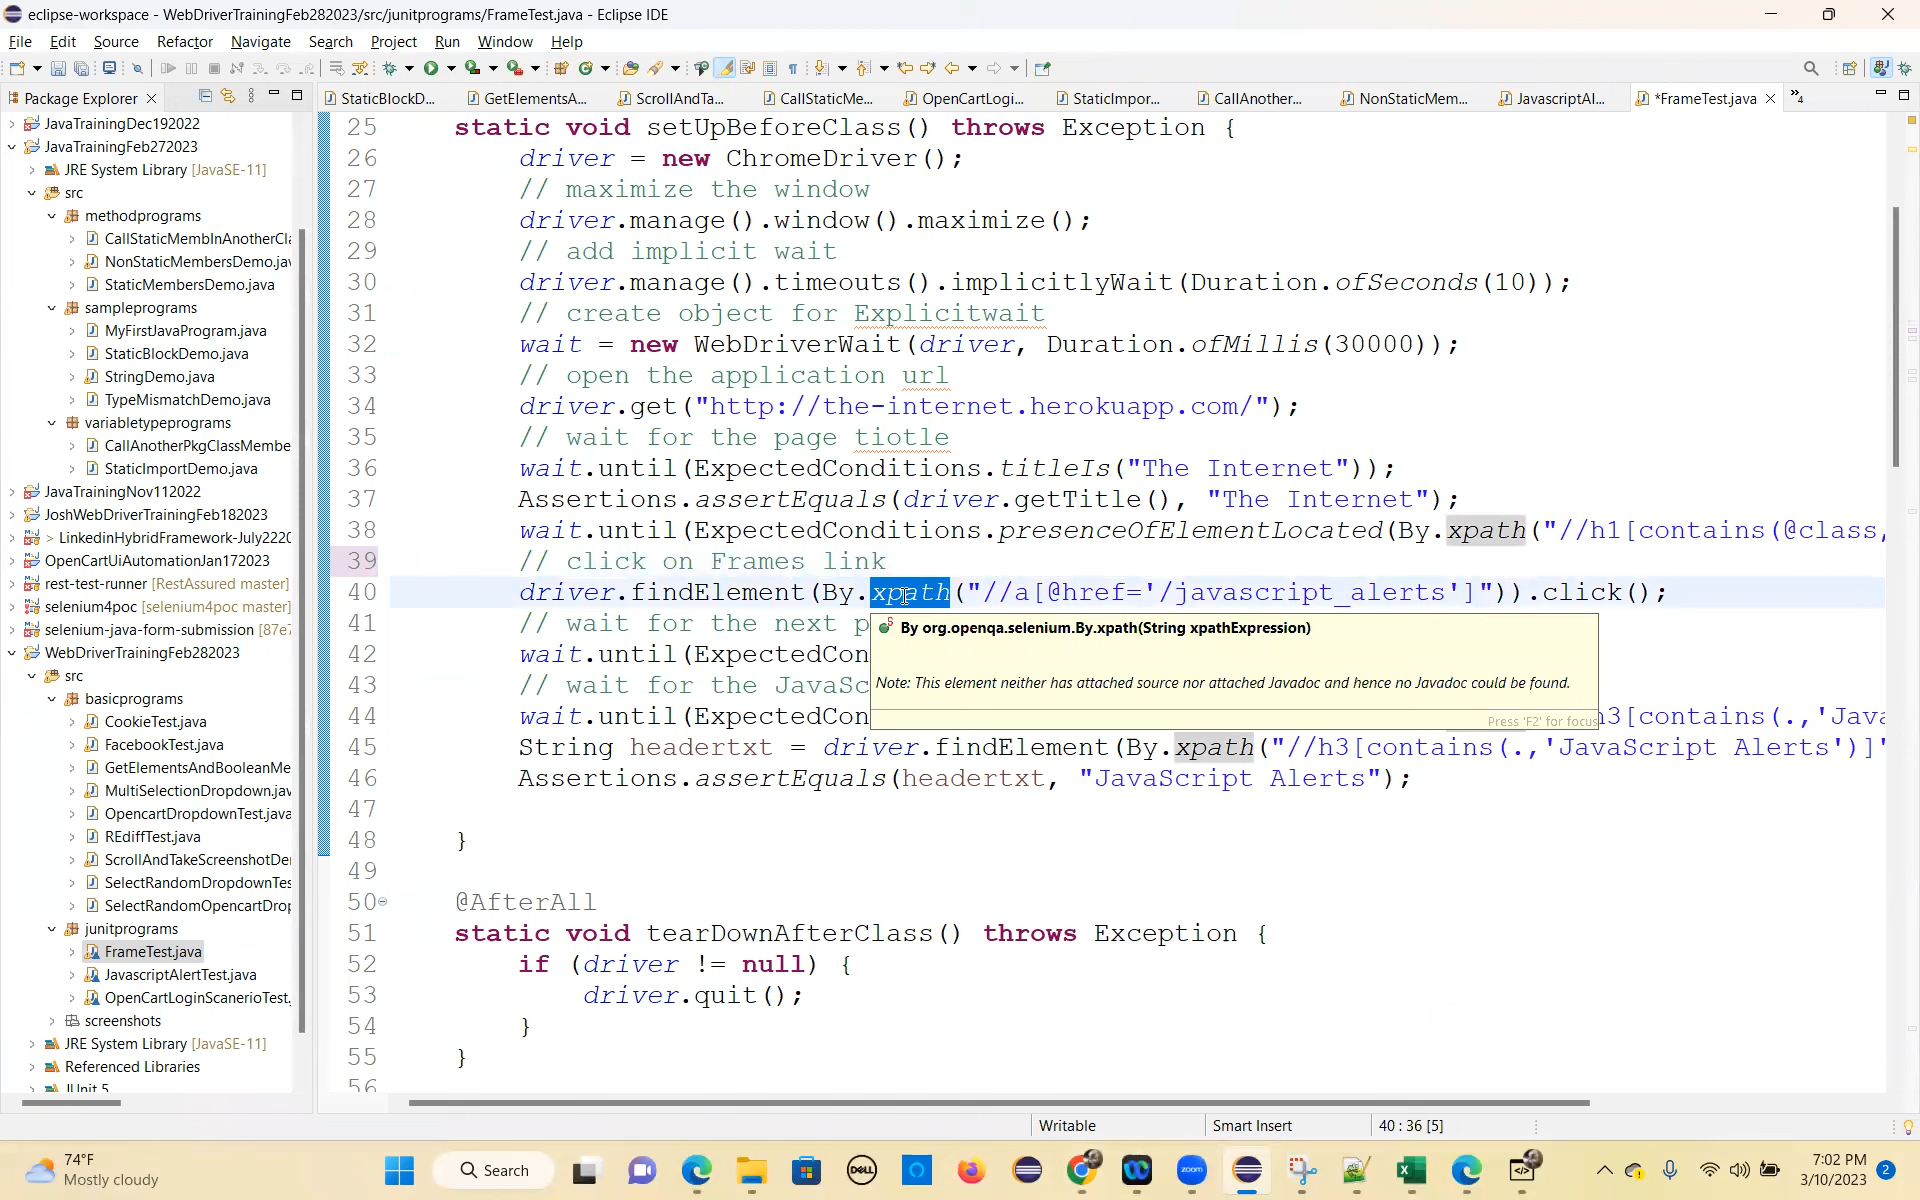 eclipse-workspace - WebDriverTrainingFeb282023/src/junitprograms/FrameTest.java - Eclipse IDE
File Edit Source Refactor Navigate Search Project Run Window Help
Package Explorer
StaticBlockD... GetElementsA... ScrollAndTa... CallStaticMe... OpenCartLogi... StaticImpor... CallAnother... NonStaticMem... JavascriptAl... *FrameTest.java »4
JavaTrainingDec192022
JavaTrainingFeb272023
JRE System Library [JavaSE-11]
src
methodprograms
CallStaticMembInAnotherCla
NonStaticMembersDemo.jav
StaticMembersDemo.java
sampleprograms
MyFirstJavaProgram.java
StaticBlockDemo.java
StringDemo.java
TypeMismatchDemo.java
variabletypeprograms
CallAnotherPkgClassMembe
StaticImportDemo.java
JavaTrainingNov112022
JoshWebDriverTrainingFeb182023
> LinkedinHybridFramework-July2220
OpenCartUiAutomationJan172023
rest-test-runner [RestAssured master]
selenium4poc [selenium4poc master]
selenium-java-form-submission [87e7
WebDriverTrainingFeb282023
src
basicprograms
CookieTest.java
FacebookTest.java
GetElementsAndBooleanMe
MultiSelectionDropdown.jav
OpencartDropdownTest.java
REdiffTest.java
ScrollAndTakeScreenshotDe
SelectRandomDropdownTes
SelectRandomOpencartDrop
junitprograms
FrameTest.java
JavascriptAlertTest.java
OpenCartLoginScanerioTest.
screenshots
JRE System Library [JavaSE-11]
Referenced Libraries
JUnit 5
25 static void setUpBeforeClass() throws Exception {
26 driver = new ChromeDriver();
27 // maximize the window
28 driver.manage().window().maximize();
29 // add implicit wait
30 driver.manage().timeouts().implicitlyWait(Duration.ofSeconds(10));
31 // create object for Explicitwait
32 wait = new WebDriverWait(driver, Duration.ofMillis(30000));
33 // open the application url
34 driver.get("http://the-internet.herokuapp.com/");
35 // wait for the page tiotle
36 wait.until(ExpectedConditions.titleIs("The Internet"));
37 Assertions.assertEquals(driver.getTitle(), "The Internet");
38 wait.until(ExpectedConditions.presenceOfElementLocated(By.xpath("//h1[contains(@class,
39 // click on Frames link
40 driver.findElement(By.xpath("//a[@href='/javascript_alerts']")).click();
41 // wait for the next p
By org.openqa.selenium.By.xpath(String xpathExpression)
42 wait.until(ExpectedCon
43 // wait for the JavaSc
Note: This element neither has attached source nor attached Javadoc and hence no Javadoc could be found.
Press 'F2' for focus
44 wait.until(ExpectedCon h3[contains(.,'Java
45 String headertxt = driver.findElement(By.xpath("//h3[contains(.,'JavaScript Alerts')]"
46 Assertions.assertEquals(headertxt, "JavaScript Alerts");
47
48 }
49
50 @AfterAll
51 static void tearDownAfterClass() throws Exception {
52 if (driver != null) {
53 driver.quit();
54 }
55 }
56
Writable Smart Insert 40 : 36 [5]
74°F
Mostly cloudy
Search
DELL
zoom
7:02 PM
3/10/2023
2